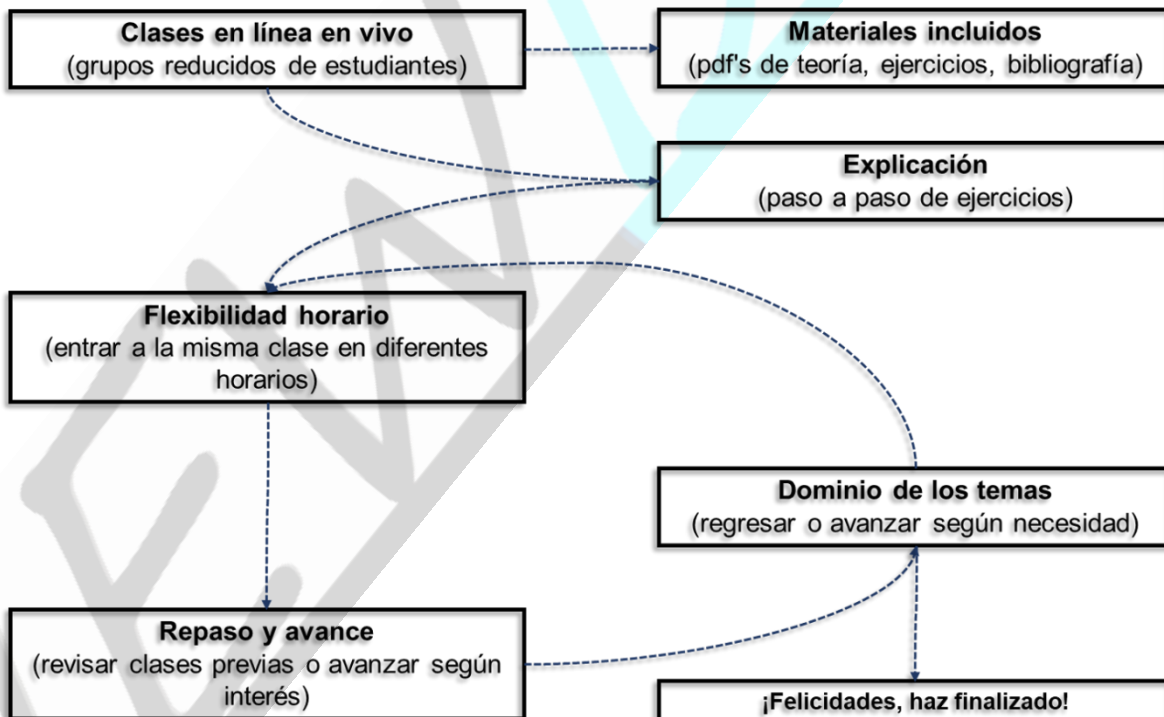 Clases en línea en vivo
(grupos reducidos de estudiantes)
Materiales incluidos
(pdf's de teoría, ejercicios, bibliografía)
Explicación
(paso a paso de ejercicios)
Flexibilidad horario
(entrar a la misma clase en diferentes
horarios)
Dominio de los temas
(regresar o avanzar según necesidad)
Repaso y avance
(revisar clases previas o avanzar según
interés)
¡Felicidades, haz finalizado!